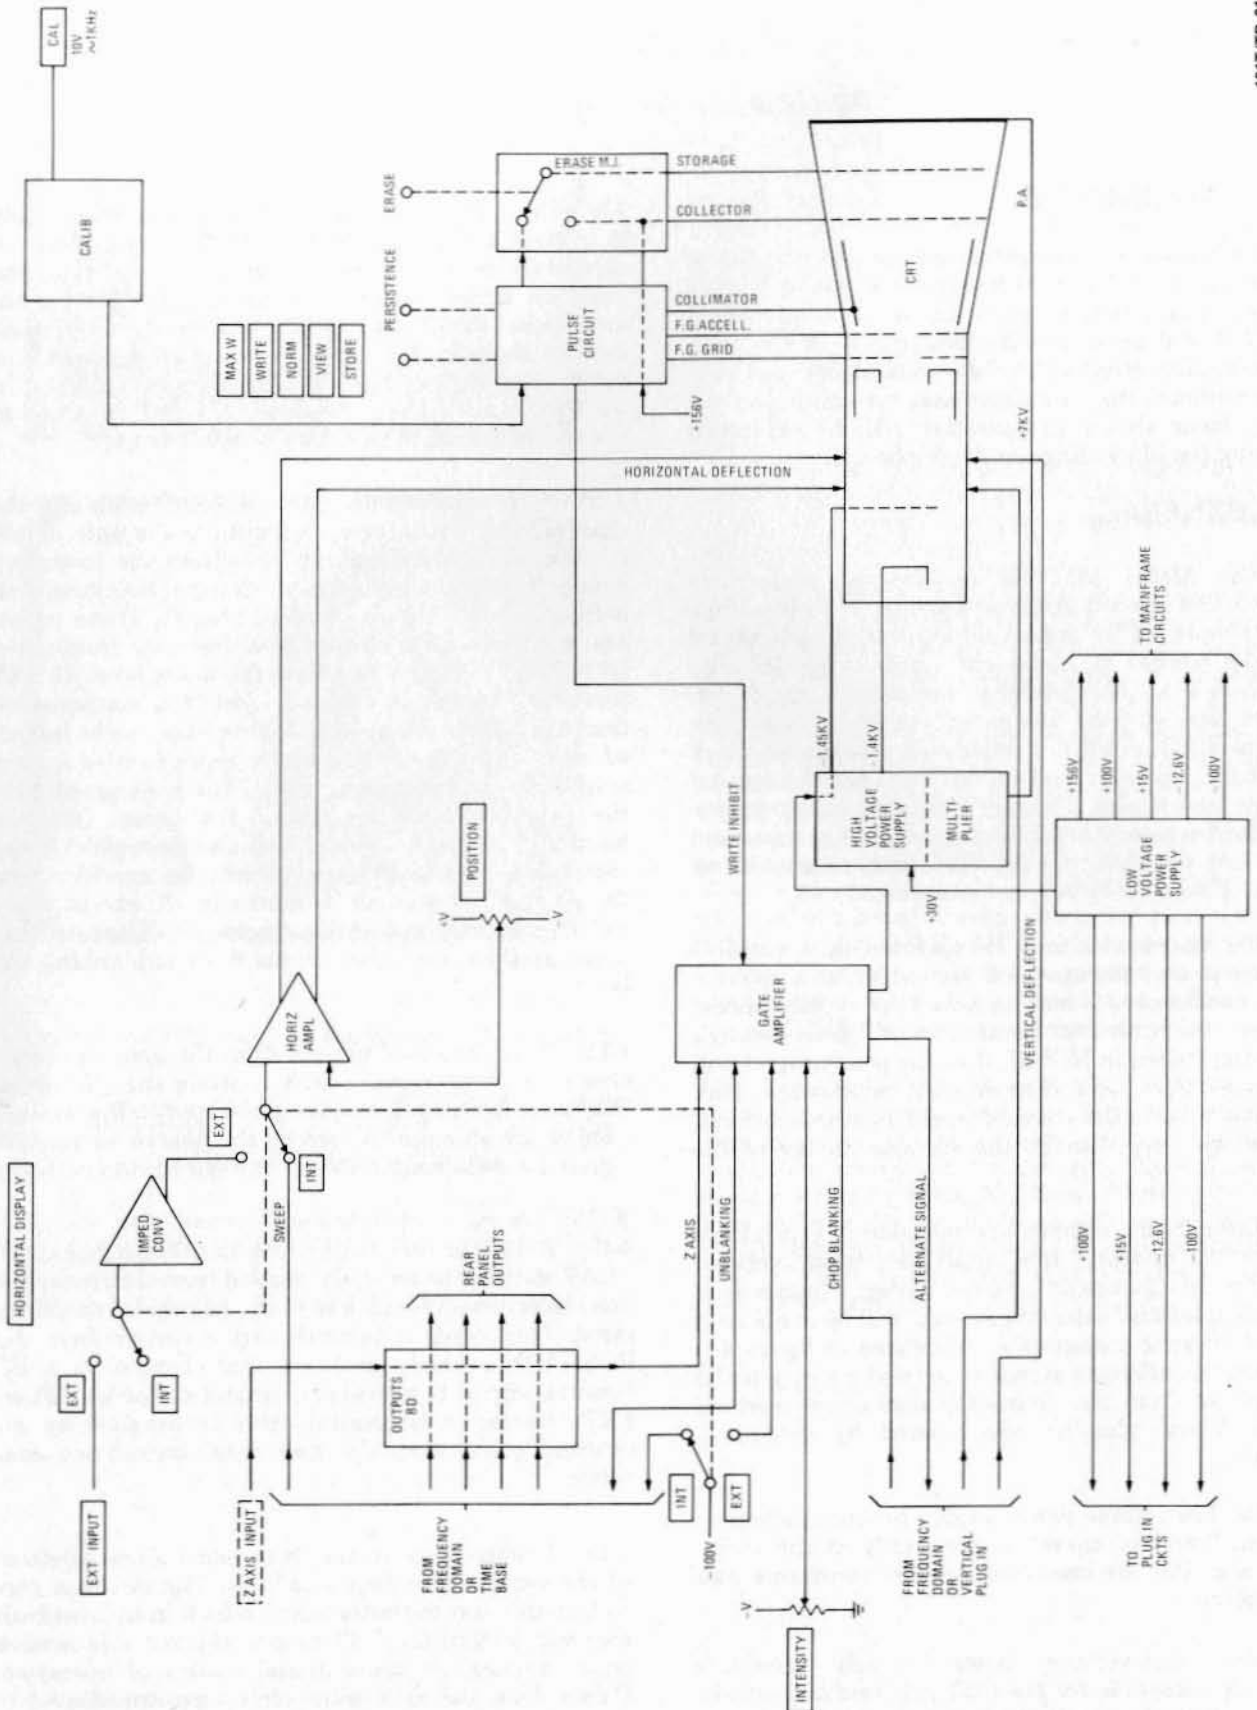 CAL
10V
~1KHz
CALIB
ERASE
ERASE M.I.
STORAGE
COLLECTOR
PERSISTENCE
MAX W
WRITE
NORM
VIEW
STORE
PULSE
CIRCUIT
COLLIMATOR
F.G.ACCELL.
F.G. GRID
+156V
CRT
P.A.
+2KV
HORIZONTAL DEFLECTION
HORIZONTAL DISPLAY
IMPED
CONV
EXT
INT
EXT
INT
SWEEP
HORIZ
AMPL
POSITION
-V
-V
EXT INPUT
Z AXIS INPUT
OUTPUTS
BD
REAR
PANEL
OUTPUTS
FROM
FREQUENCY
DOMAIN
OR
TIME
BASE
WRITE INHIBIT
-1.45KV
-1.4KV
HIGH
VOLTAGE
POWER
SUPPLY
MULTI
PLIER
+30V
GATE
AMPLIFIER
Z AXIS
UNBLANKING
CHOP BLANKING
ALTERNATE SIGNAL
VERTICAL DEFLECTION
INT
EXT
-100V
-V
INTENSITY
FROM
FREQUENCY
DOMAIN
OR
VERTICAL
PLUG IN
TO MAINFRAME
CIRCUITS
+156V
+100V
+15V
-12.6V
-100V
LOW
VOLTAGE
POWER
SUPPLY
+100V
+15V
-12.6V
-100V
TO
PLUG IN
CKTS